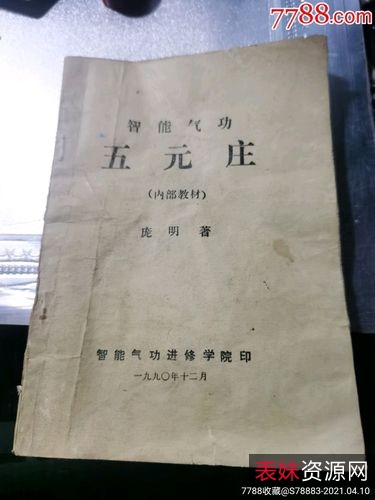 7788.com
智能气功
五元庄
(内部教材)
庞明 著
智能气功进修学院印
一九九〇年十二月
表妹资源网
7788收藏@S78883-2021.04.10